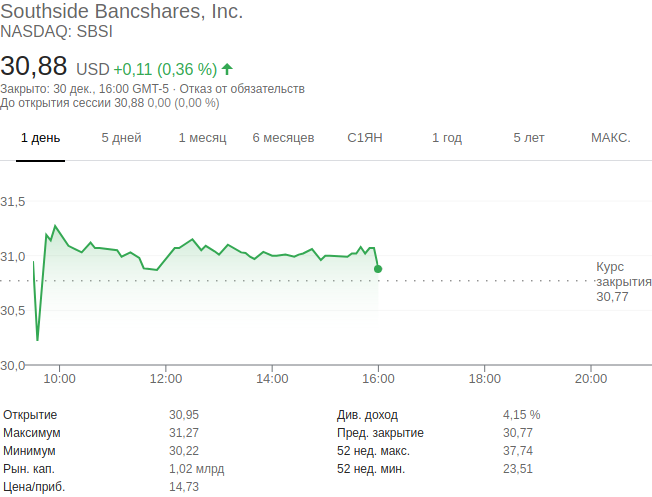 Southside Bancshares, Inc.
NASDAQ: SBSI
30,88 USD +0,11 (0,36 %)
Закрыто: 30 дек., 16:00 GMT-5 · Отказ от обязательств
До открытия сессии 30,88 0,00 (0,00 %)
1 день 5 дней 1 месяц 6 месяцев С1ЯН 1 год 5 лет МАКС.
31,5
31,0
30,5
30,0
Курс
закрытия
30,77
10:00 12:00 14:00 16:00 18:00 20:00
Открытие 30,95 Див. доход 4,15 %
Максимум 31,27 Пред. закрытие 30,77
Минимум 30,22 52 нед. макс. 37,74
Рын. кап. 1,02 млрд 52 нед. мин. 23,51
Цена/приб. 14,73